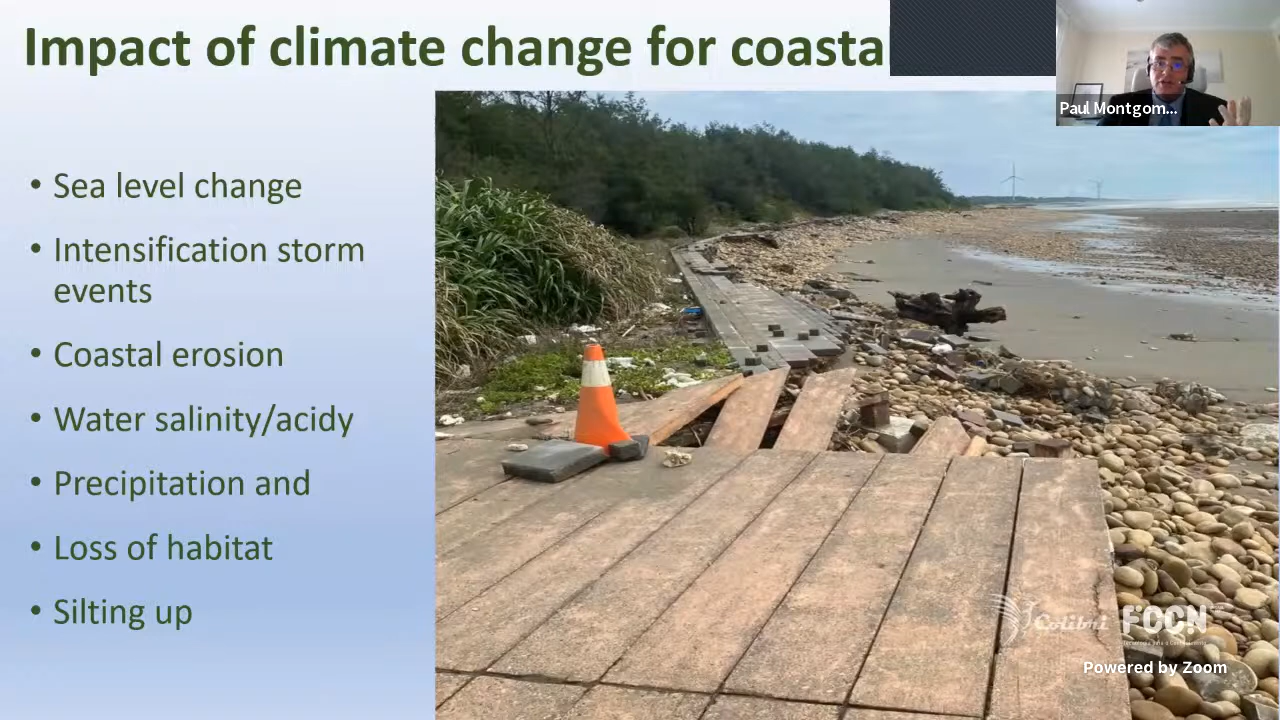 Impact of climate change for coasta
Paul Montgom...
• Sea level change
• Intensification storm
events
• Coastal erosion
• Water salinity/acidy
• Precipitation and
• Loss of habitat
• Silting up
Colibri FCCN
Powered by Zoom